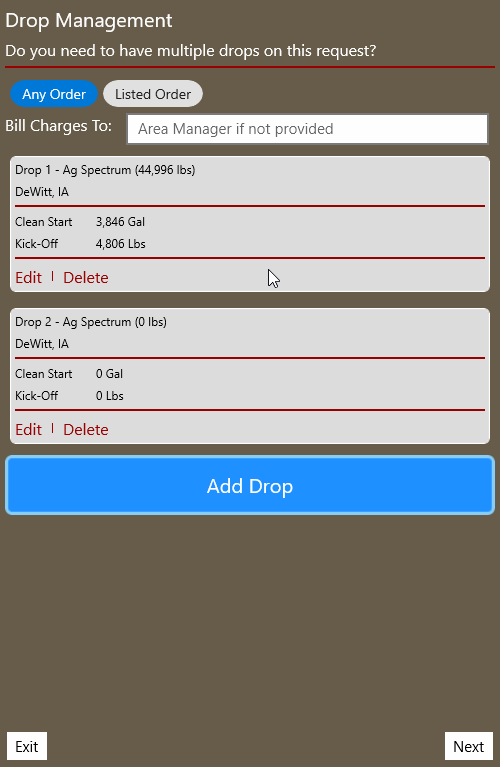 Drop Management
Do you need to have multiple drops on this request?
Any Order Listed Order
Bill Charges To: Area Manager if not provided
Drop 1 - Ag Spectrum (44,996 lbs)
DeWitt, IA
Clean Start 3,846 Gal
Kick-Off 4,806 Lbs
Edit | Delete
Drop 2 - Ag Spectrum (0 lbs)
DeWitt, IA
Clean Start 0 Gal
Kick-Off 0 Lbs
Edit | Delete
Add Drop
Exit Next